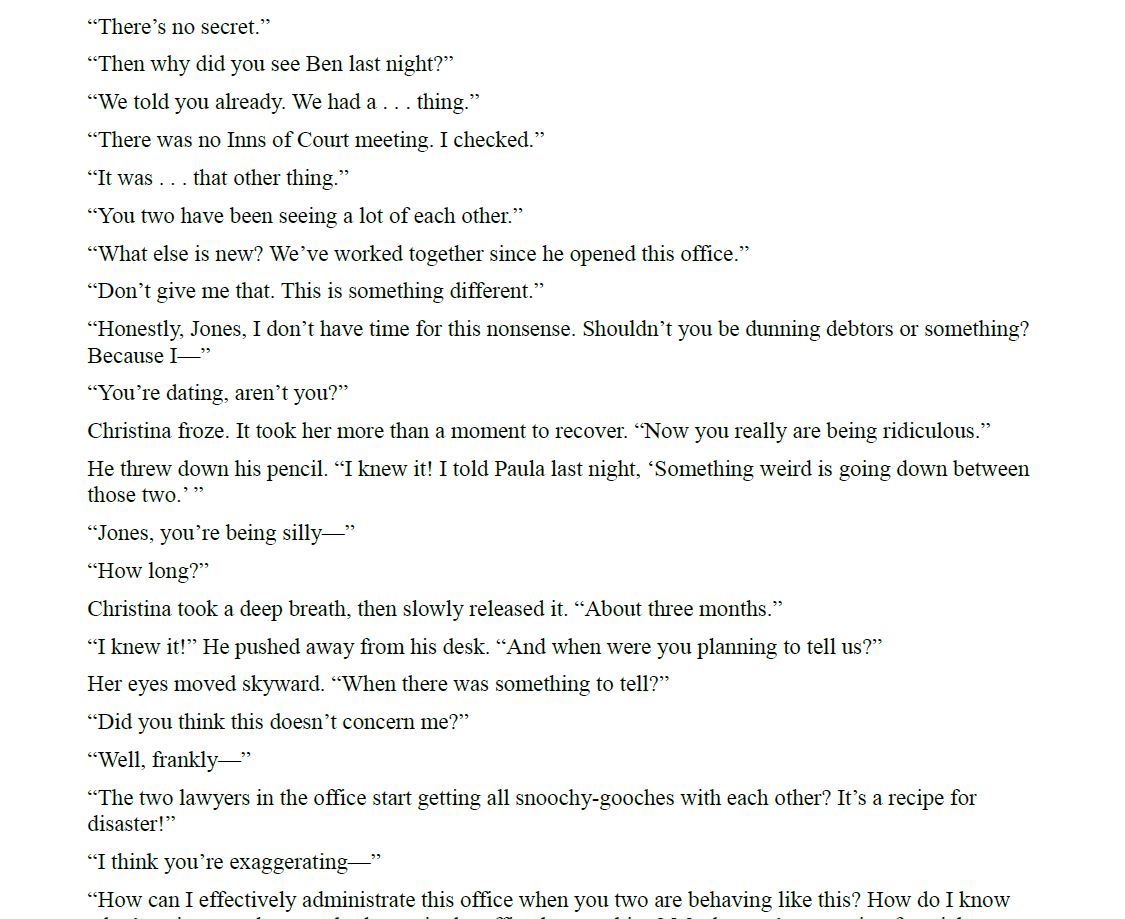 “There’s no secret.”
“Then why did you see Ben last night?”
“We told you already. We had a . . . thing.”
“There was no Inns of Court meeting. I checked.”
“It was . . . that other thing.”
“You two have been seeing a lot of each other.”
“What else is new? We’ve worked together since he opened this office.”
“Don’t give me that. This is something different.”
“Honestly, Jones, I don’t have time for this nonsense. Shouldn’t you be dunning debtors or something?
Because I—”
“You’re dating, aren’t you?”
Christina froze. It took her more than a moment to recover. “Now you really are being ridiculous.”
He threw down his pencil. “I knew it! I told Paula last night, ‘Something weird is going down between
those two.’ ”
“Jones, you’re being silly—”
“How long?”
Christina took a deep breath, then slowly released it. “About three months.”
“I knew it!” He pushed away from his desk. “And when were you planning to tell us?”
Her eyes moved skyward. “When there was something to tell?”
“Did you think this doesn’t concern me?”
“Well, frankly—”
“The two lawyers in the office start getting all snoochy-gooches with each other? It’s a recipe for
disaster!”
“I think you’re exaggerating—”
“How can I effectively administrate this office when you two are behaving like this? How do I know